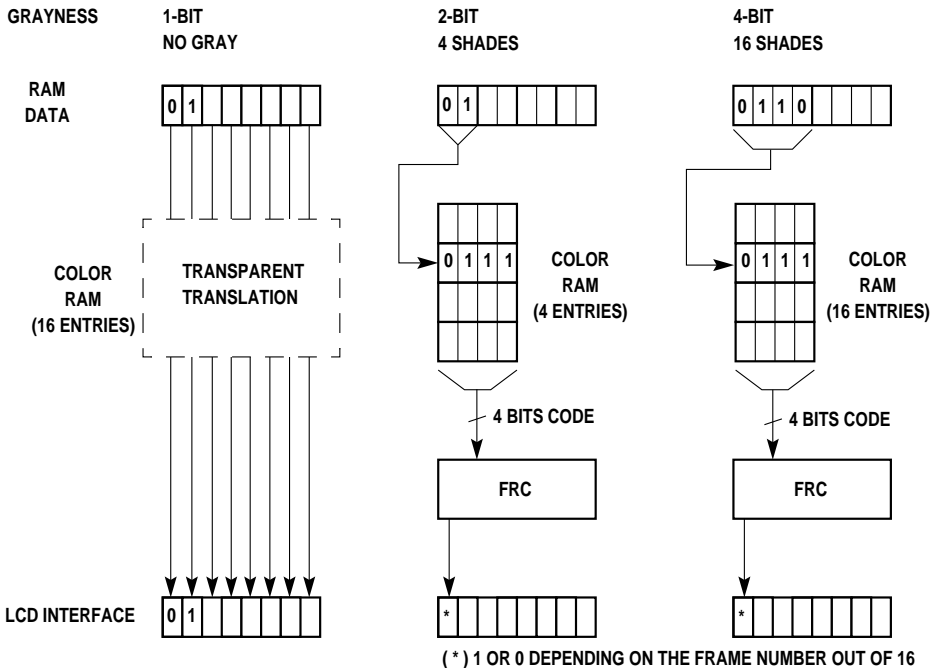 GRAYNESS 1-BIT 2-BIT 4-BIT
NO GRAY 4 SHADES 16 SHADES
RAM
DATA
0 1 0 1 0 1 1 0
COLOR
RAM
(16 ENTRIES)
TRANSPARENT
TRANSLATION
0 1 1 1
COLOR
RAM
(4 ENTRIES)
0 1 1 1
COLOR
RAM
(16 ENTRIES)
4 BITS CODE 4 BITS CODE
FRC FRC
LCD INTERFACE 0 1 * *
( * ) 1 OR 0 DEPENDING ON THE FRAME NUMBER OUT OF 16